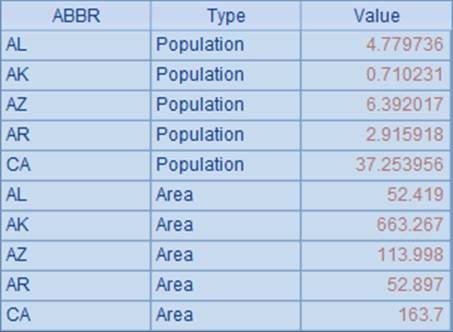 ABBR Type Value
AL Population 4.779736
AK Population 0.710231
AZ Population 6.392017
AR Population 2.915918
CA Population 37.253956
AL Area 52.419
AK Area 663.267
AZ Area 113.998
AR Area 52.897
CA Area 163.7